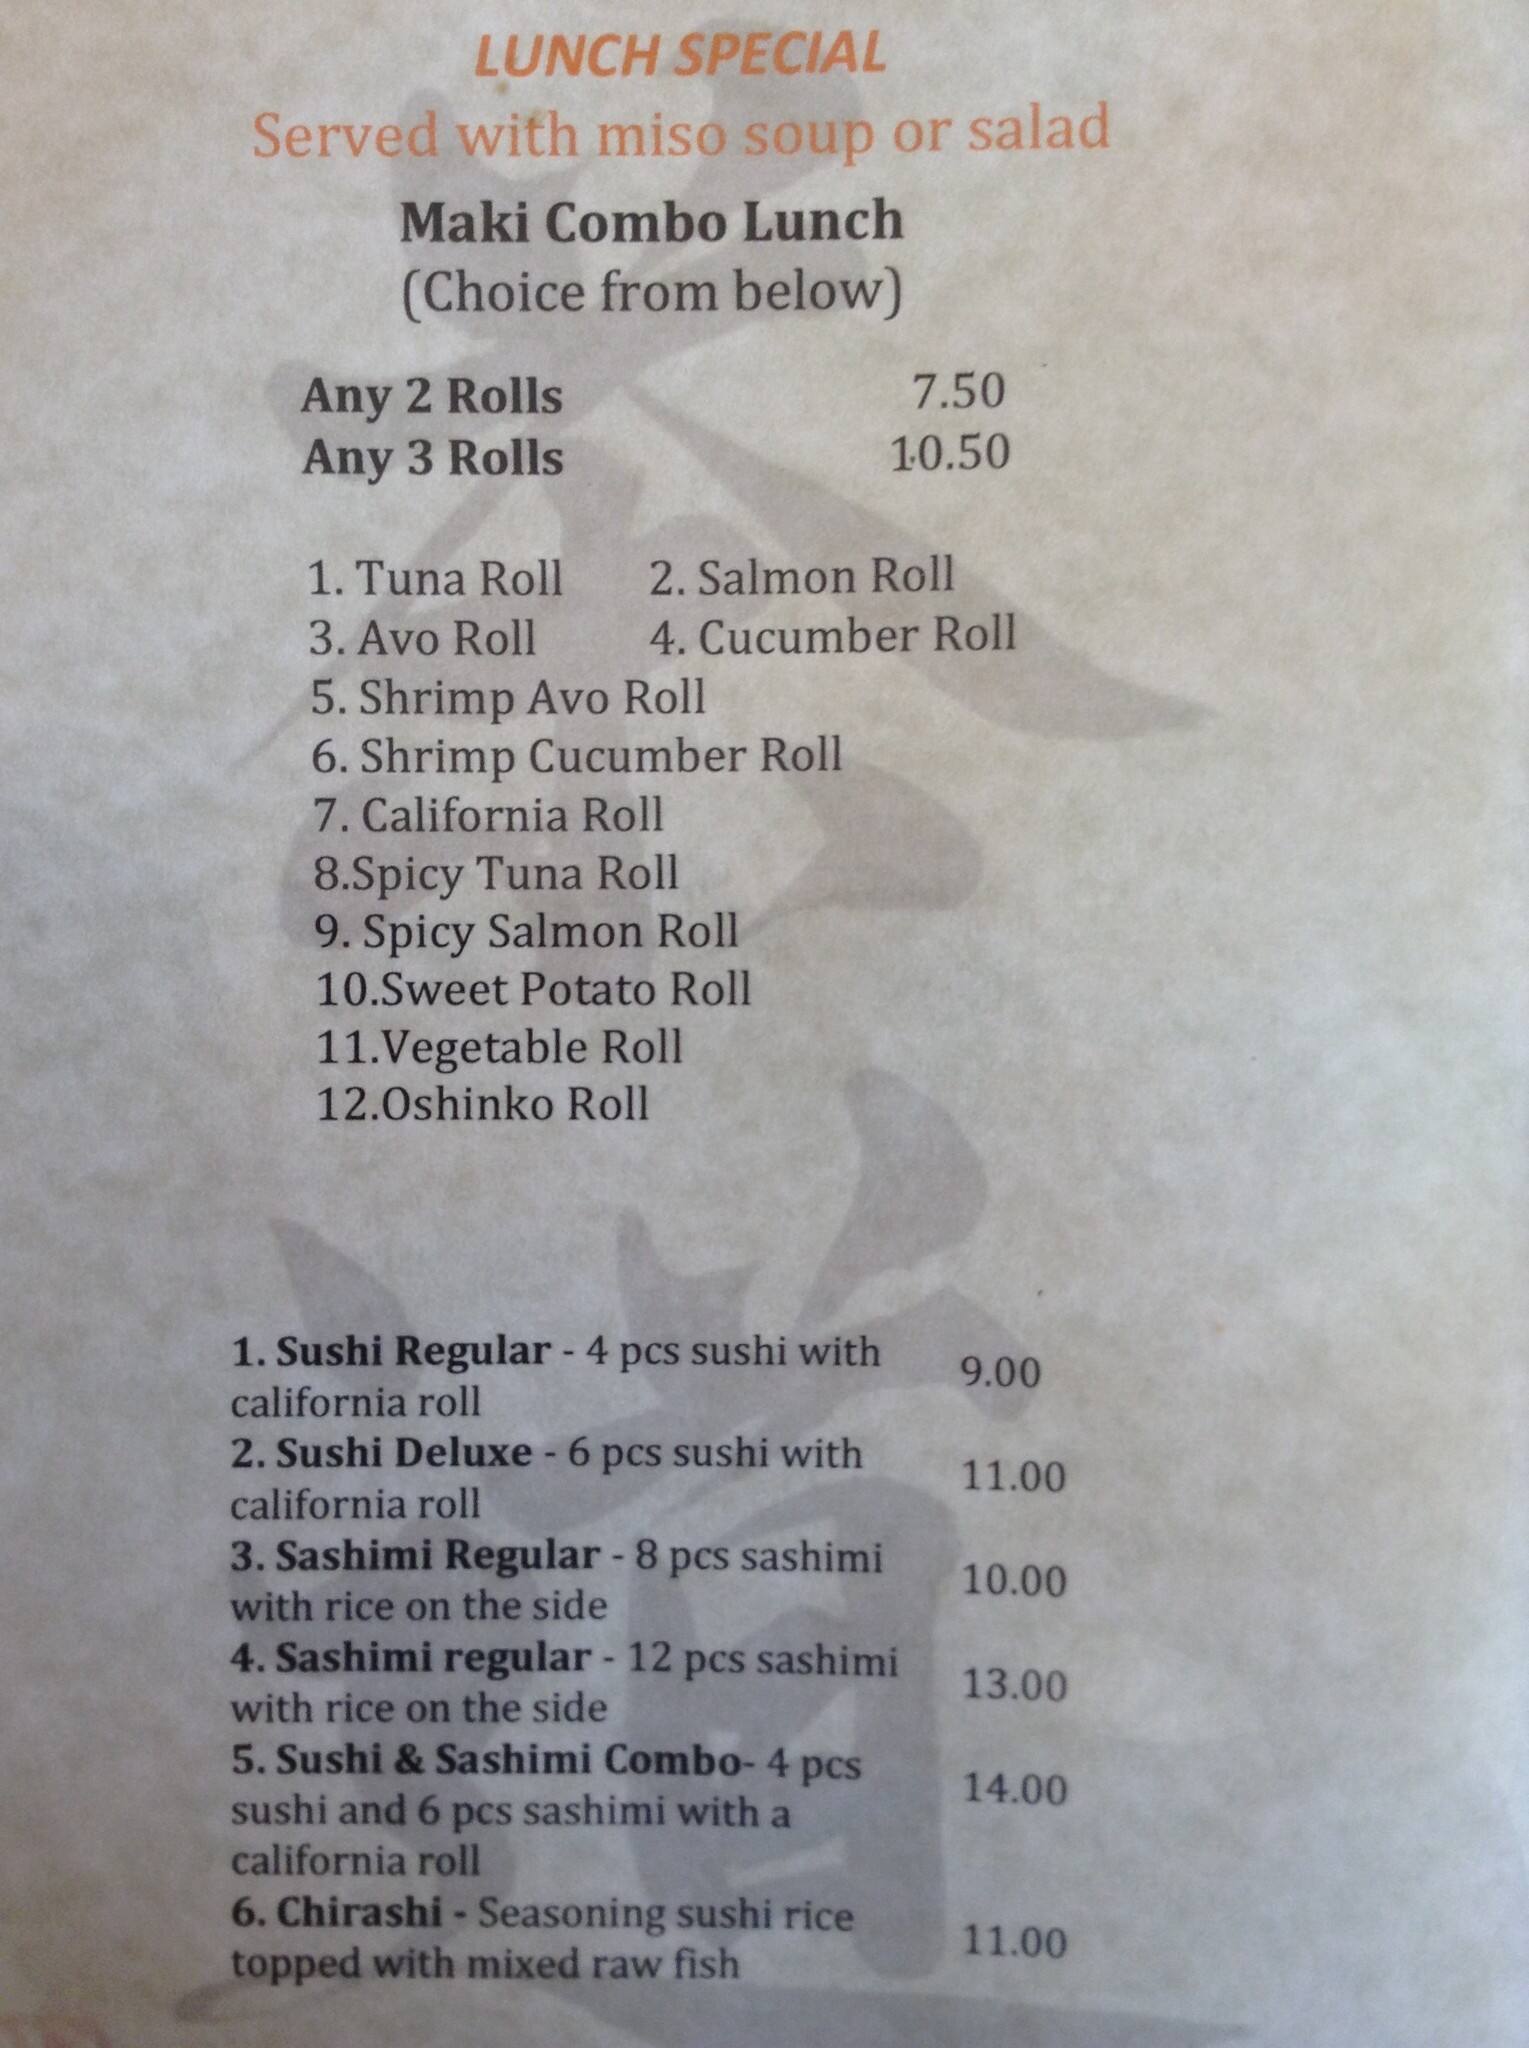 LUNCH SPECIAL
Served with miso soup or salad
Maki Combo Lunch
(Choice from below)
Any 2 Rolls 7.50
Any 3 Rolls 10.50
1. Tuna Roll 2. Salmon Roll
3. Avo Roll 4. Cucumber Roll
5. Shrimp Avo Roll
6. Shrimp Cucumber Roll
7. California Roll
8.Spicy Tuna Roll
9. Spicy Salmon Roll
10.Sweet Potato Roll
11.Vegetable Roll
12.Oshinko Roll
1. Sushi Regular - 4 pcs sushi with 9.00
california roll
2. Sushi Deluxe - 6 pcs sushi with 11.00
california roll
3. Sashimi Regular - 8 pcs sashimi 10.00
with rice on the side
4. Sashimi regular - 12 pcs sashimi 13.00
with rice on the side
5. Sushi & Sashimi Combo- 4 pcs 14.00
sushi and 6 pcs sashimi with a
california roll
6. Chirashi - Seasoning sushi rice 11.00
topped with mixed raw fish